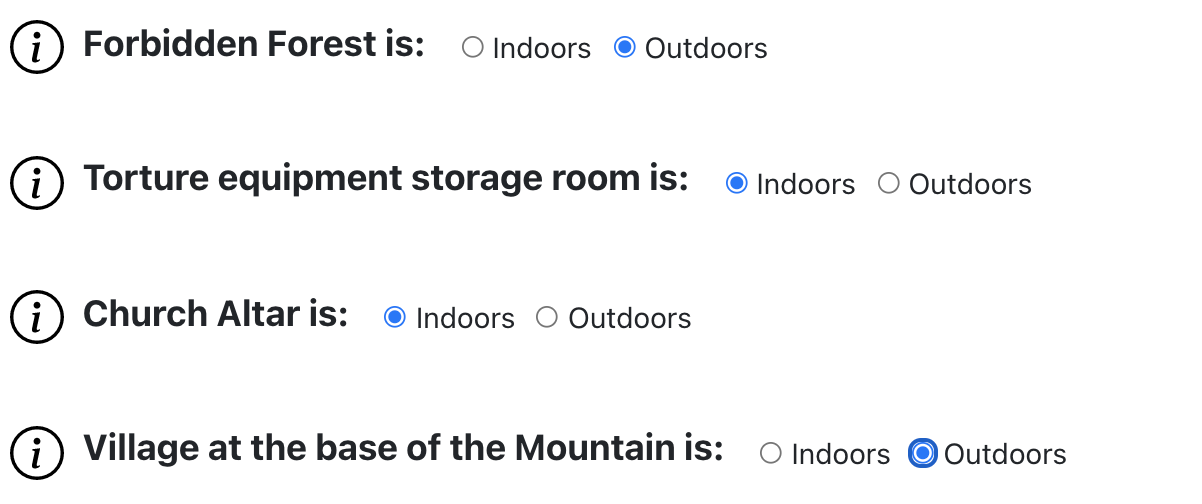 i Forbidden Forest is: Indoors Outdoors
i Torture equipment storage room is: Indoors Outdoors
i Church Altar is: Indoors Outdoors
i Village at the base of the Mountain is: Indoors Outdoors